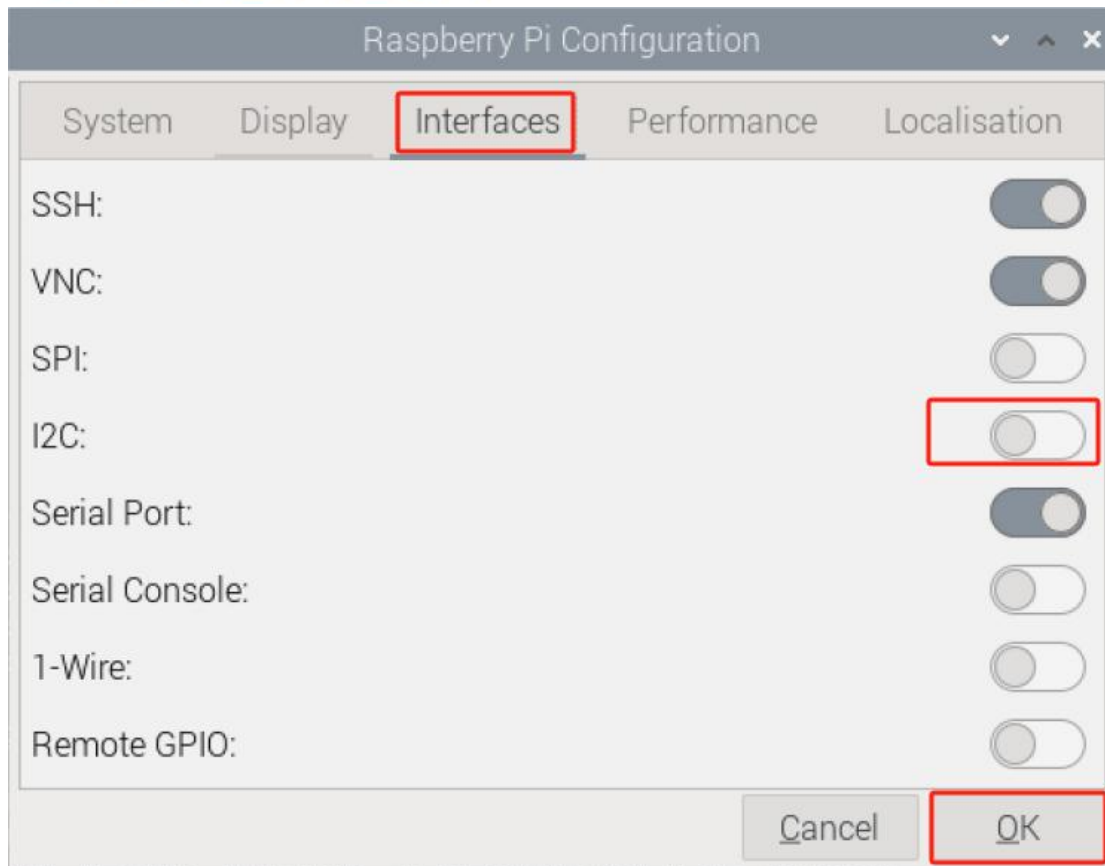 Raspberry Pi Configuration
System Display Interfaces Performance Localisation
SSH:
VNC:
SPI:
I2C:
Serial Port:
Serial Console:
1-Wire:
Remote GPIO:
Cancel OK